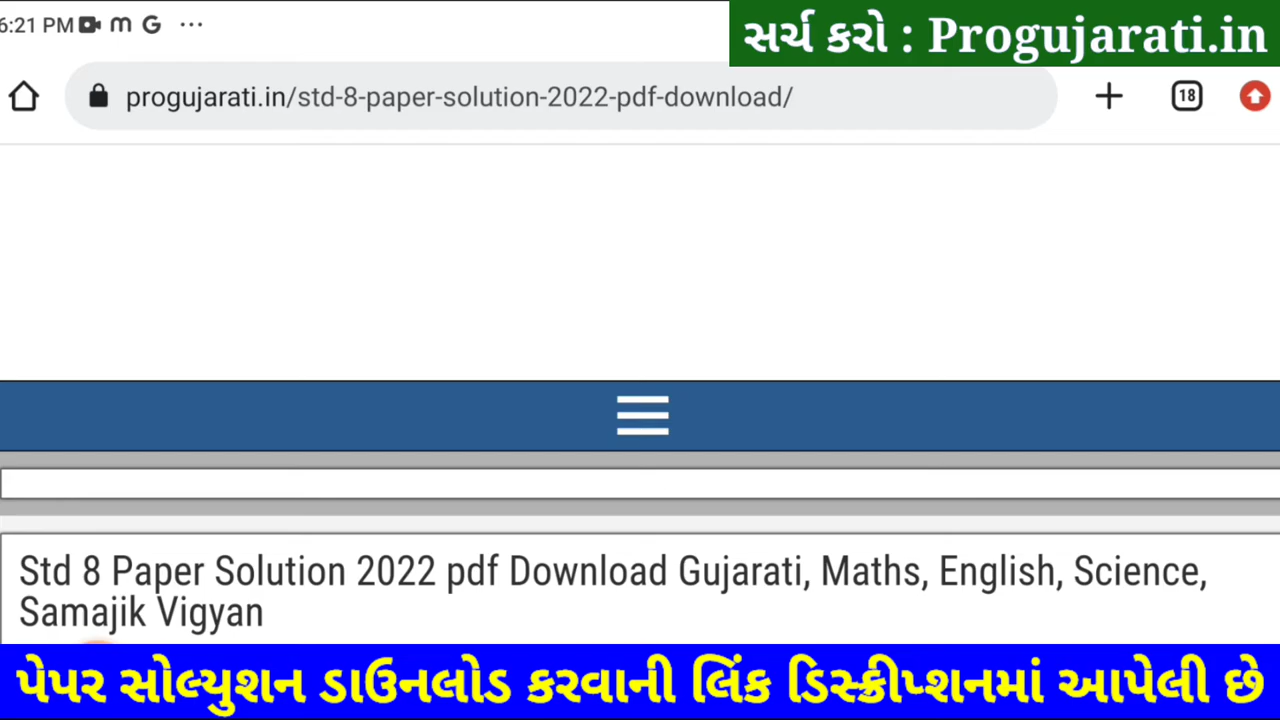 6:21 PM m G ...
સર્ચ કરો : Progujarati.in
progujarati.in/std-8-paper-solution-2022-pdf-download/
18
Std 8 Paper Solution 2022 pdf Download Gujarati, Maths, English, Science,
Samajik Vigyan
પેપર સોલ્યુશન ડાઉનલોડ કરવાની લિંક ડિસ્ક્રીપ્શનમાં આપેલી છે